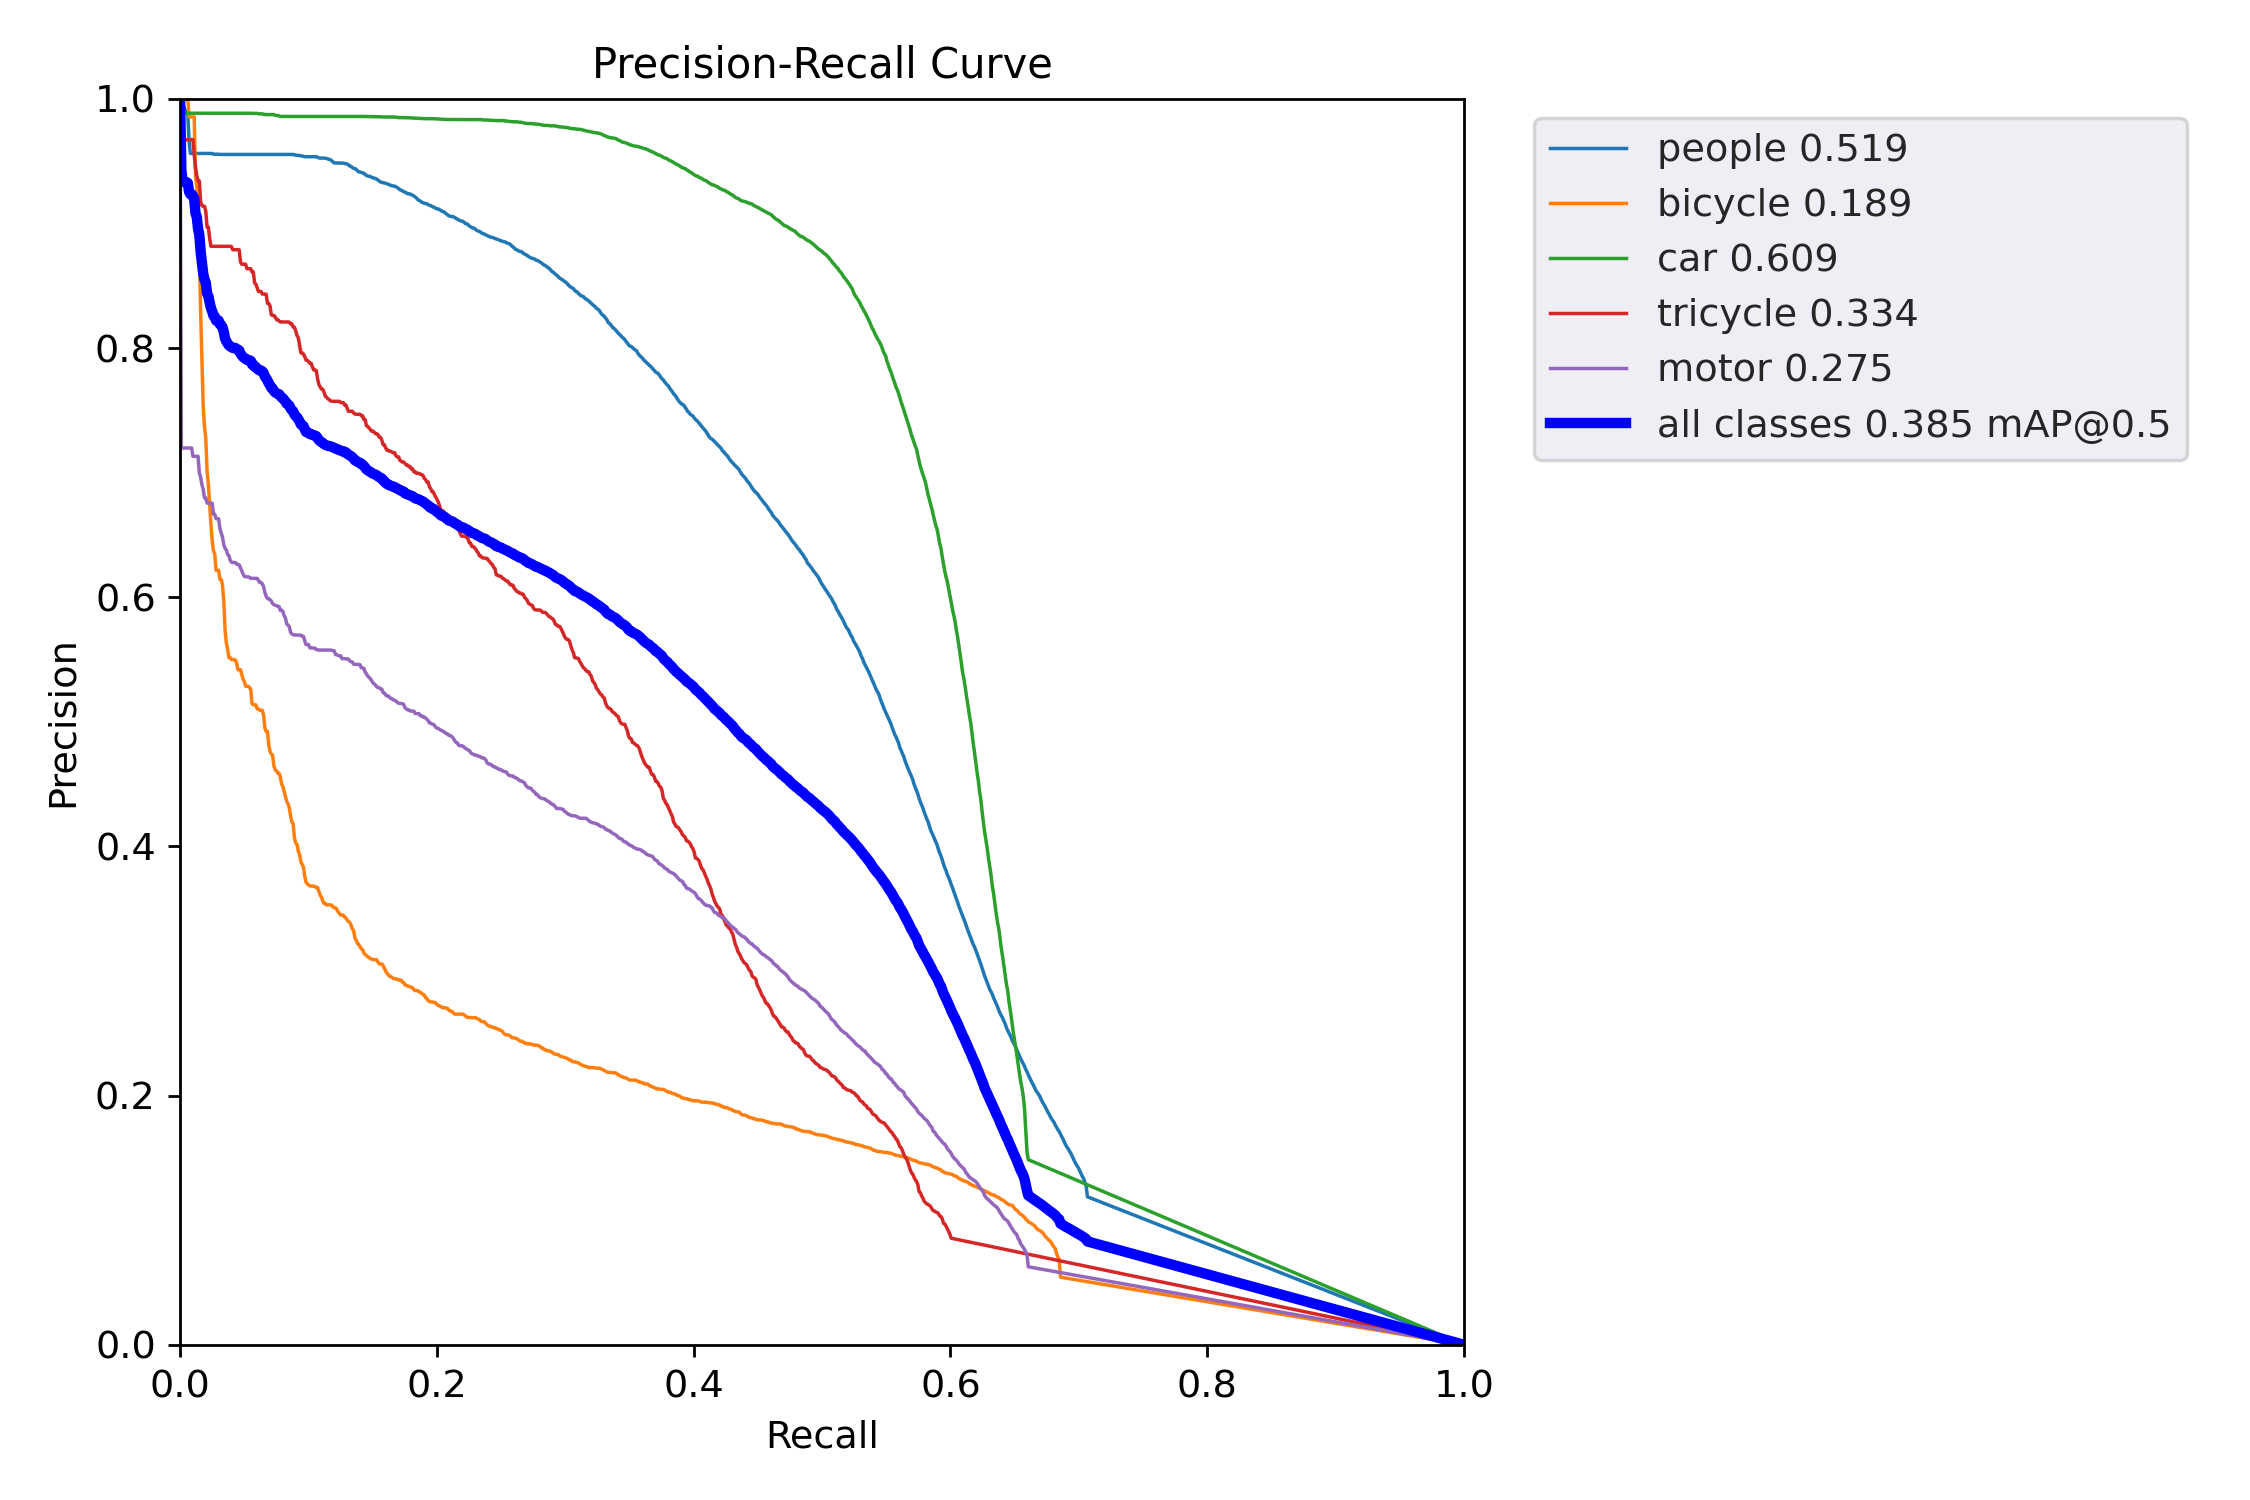 Precision-Recall Curve
1.0
0.8
0.6
0.4
0.2
0.0
Precision
0.0 0.2 0.4 0.6 0.8 1.0
Recall
people 0.519
bicycle 0.189
car 0.609
tricycle 0.334
motor 0.275
all classes 0.385 mAP@0.5